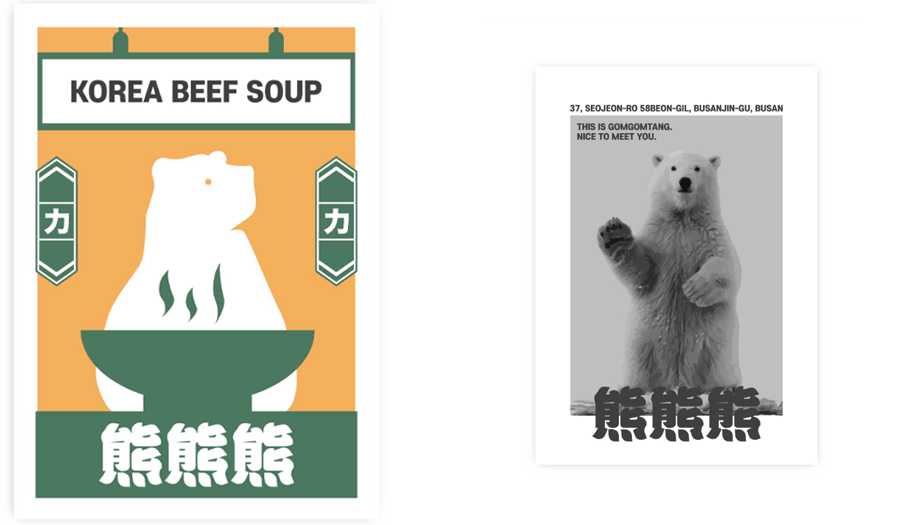 KOREA BEEF SOUP
力
力
熊熊熊
37, SEOJEON-RO 58BEON-GIL, BUSANJIN-GU, BUSAN
THIS IS GOMGOMTANG.
NICE TO MEET YOU.
熊熊熊